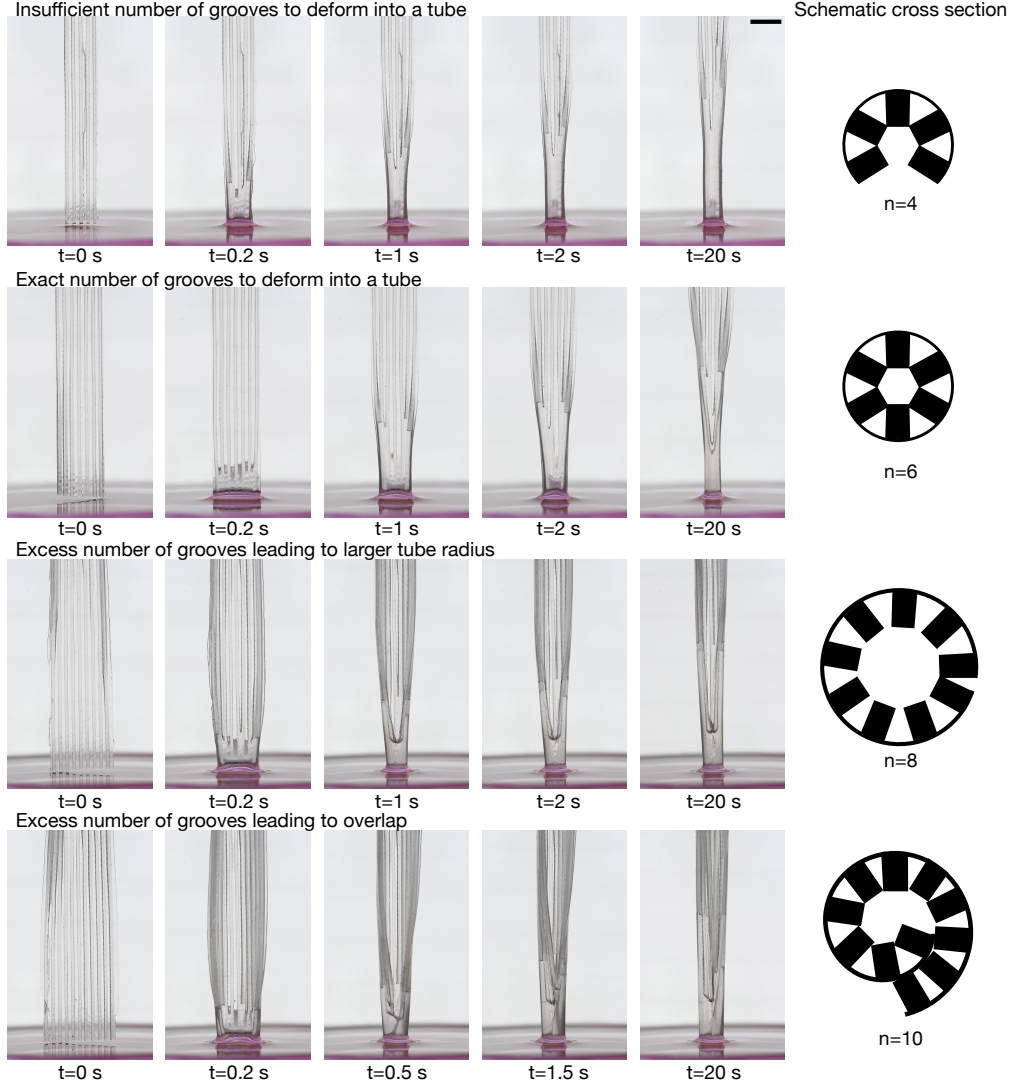 Insufficient number of grooves to deform into a tube
Schematic cross section
n=4
t=0 s
t=0.2 s
t=1 s
t=2 s
t=20 s
Exact number of grooves to deform into a tube
n=6
t=0 s
t=0.2 s
t=1 s
t=2 s
t=20 s
Excess number of grooves leading to larger tube radius
n=8
t=0 s
t=0.2 s
t=1 s
t=2 s
t=20 s
Excess number of grooves leading to overlap
n=10
t=0 s
t=0.2 s
t=0.5 s
t=1.5 s
t=20 s